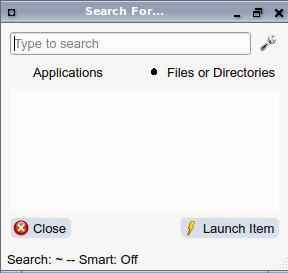 Search For...
Type to search
Applications
Files or Directories
Close
Launch Item
Search: ~ -- Smart: Off